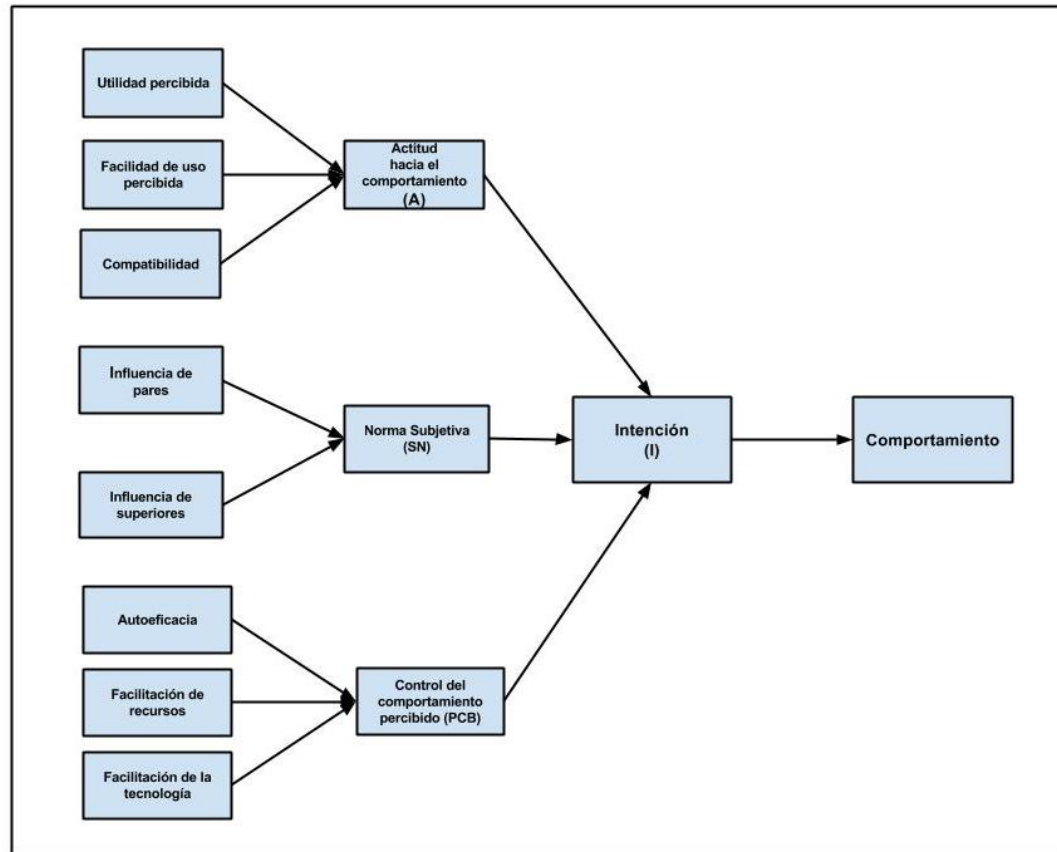 Utilidad percibida
Facilidad de uso
percibida
Compatibilidad
Actitud
hacia el
comportamiento
(A)
Influencia de
pares
Influencia de
superiores
Norma Subjetiva
(SN)
Autoeficacia
Facilitación de
recursos
Facilitación de la
tecnología
Control del
comportamiento
percibido (PCB)
Intención
(I)
Comportamiento